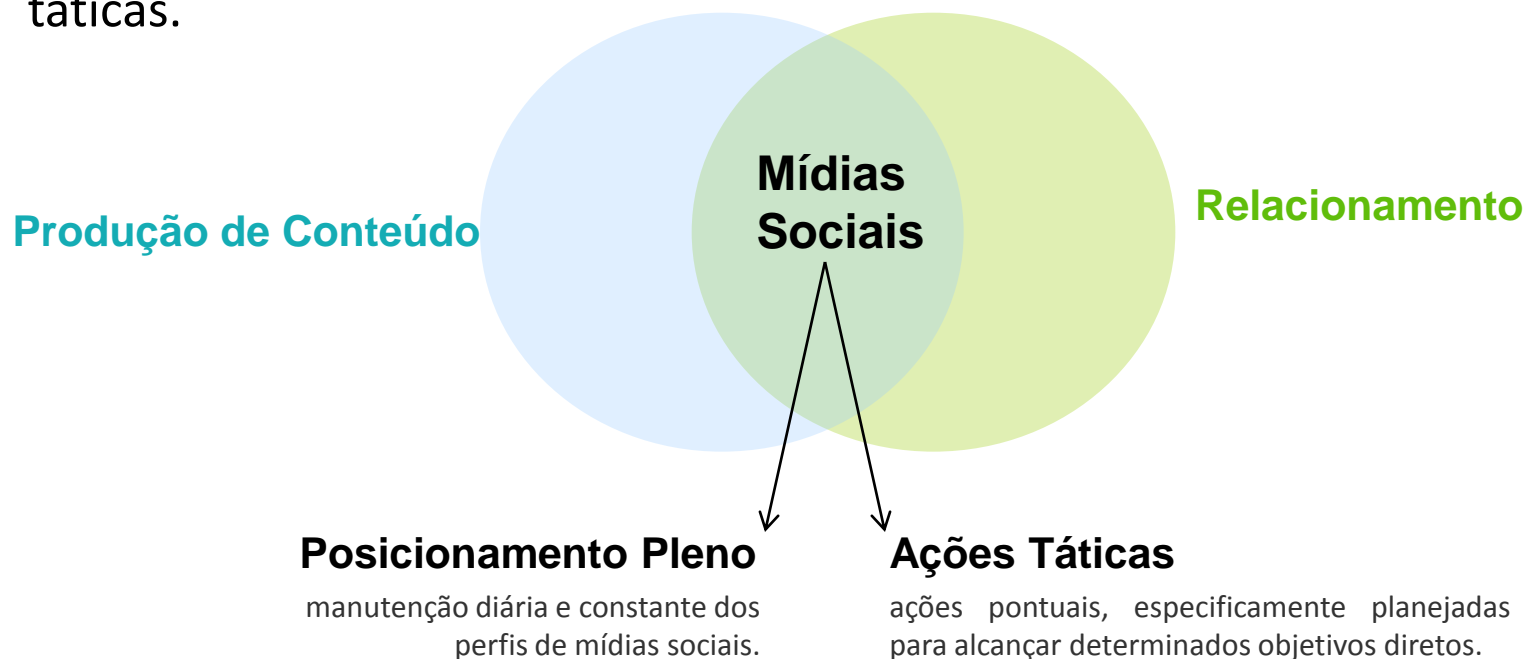 táticas.
Mídias
Sociais
Produção de Conteúdo
Relacionamento
Posicionamento Pleno
manutenção diária e constante dos
perfis de mídias sociais.
Ações Táticas
ações pontuais, especificamente planejadas
para alcançar determinados objetivos diretos.